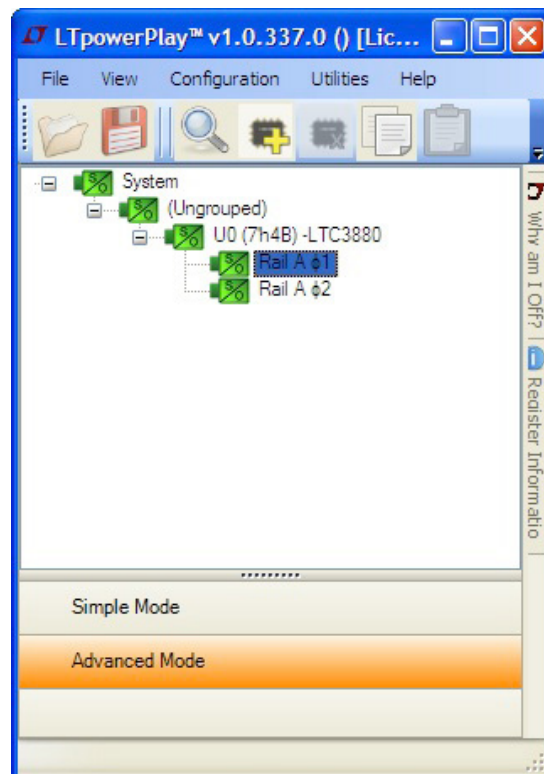 LTpowerPlay™ v1.0.337.0 () [Lic...
File View Configuration Utilities Help
System
(Ungrouped)
U0 (7h4B) -LTC3880
Rail A ϕ1
Rail A ϕ2
Why am I Off?
Register Informatio
Simple Mode
Advanced Mode